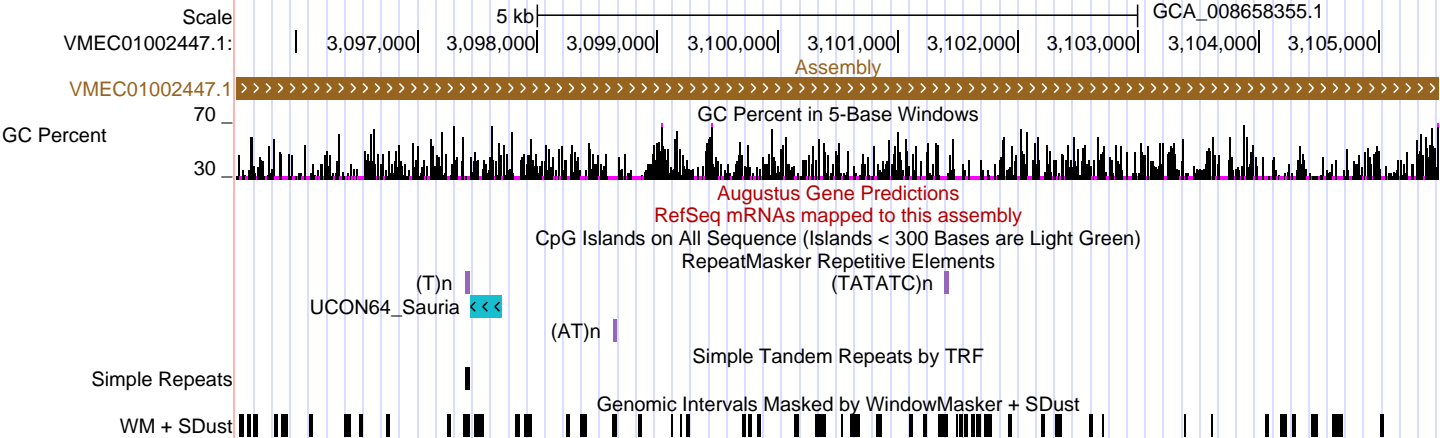 Scale 5 kb GCA_008658355.1
VMEC01002447.1: 3,097,000 3,098,000 3,099,000 3,100,000 3,101,000 3,102,000 3,103,000 3,104,000 3,105,000
Assembly
VMEC01002447.1
70 _ GC Percent in 5-Base Windows
GC Percent
30 _
Augustus Gene Predictions
RefSeq mRNAs mapped to this assembly
CpG Islands on All Sequence (Islands < 300 Bases are Light Green)
RepeatMasker Repetitive Elements
(T)n (TATATC)n
UCON64_Sauria
(AT)n
Simple Tandem Repeats by TRF
Simple Repeats
Genomic Intervals Masked by WindowMasker + SDust
WM + SDust